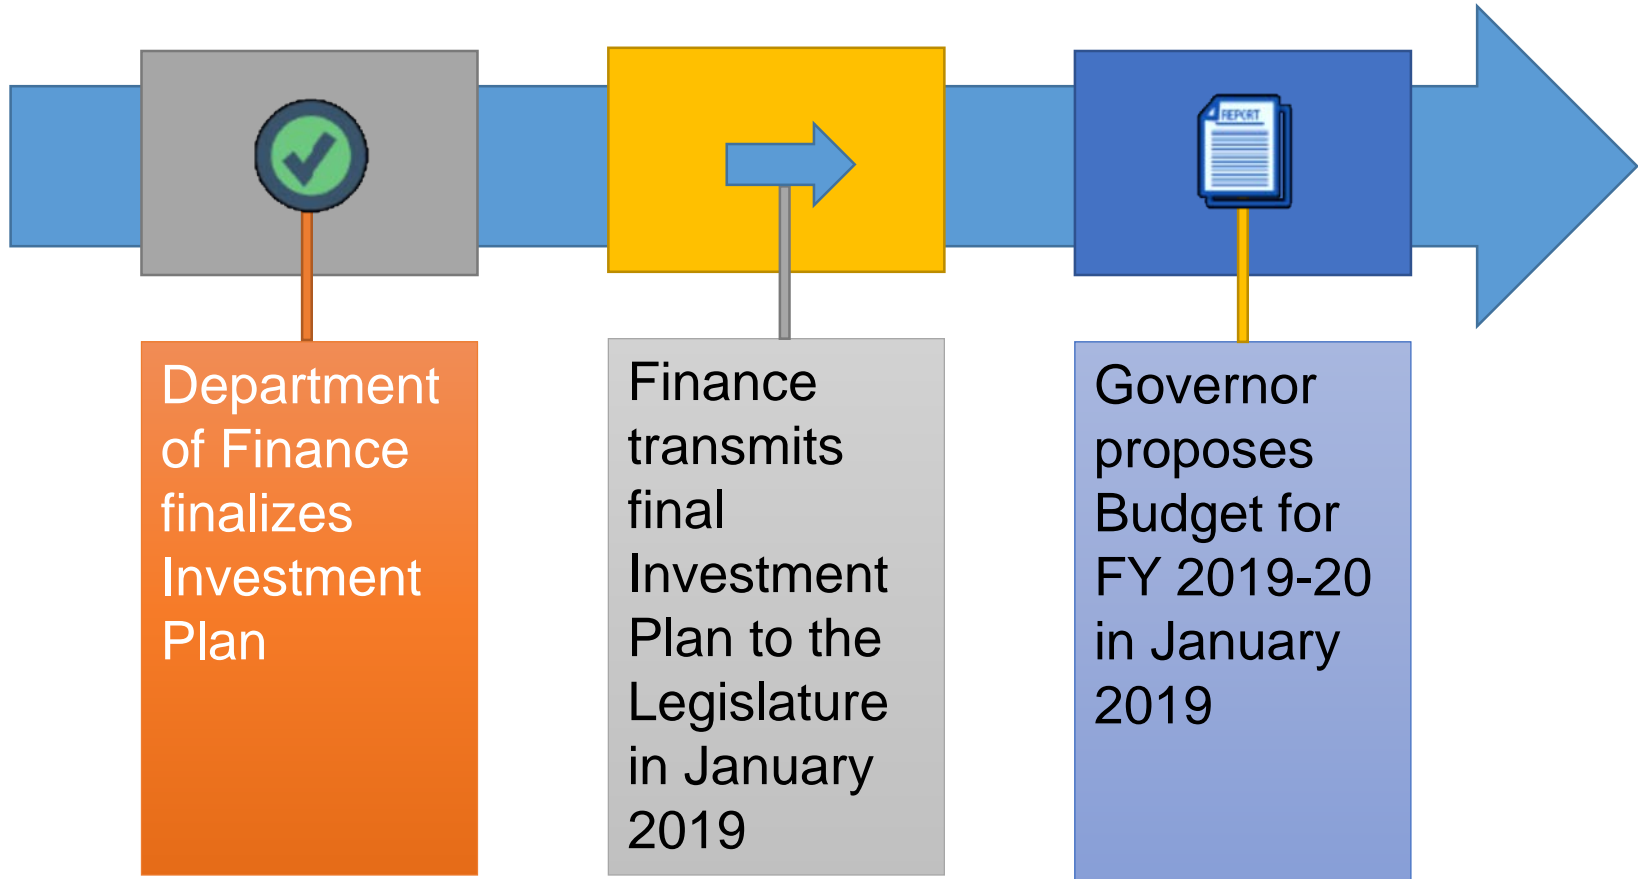 REPORT
Department
of Finance
finalizes
Investment
Plan
Finance
transmits
final
Investment
Plan to the
Legislature
in January
2019
Governor
proposes
Budget for
FY 2019-20
in January
2019